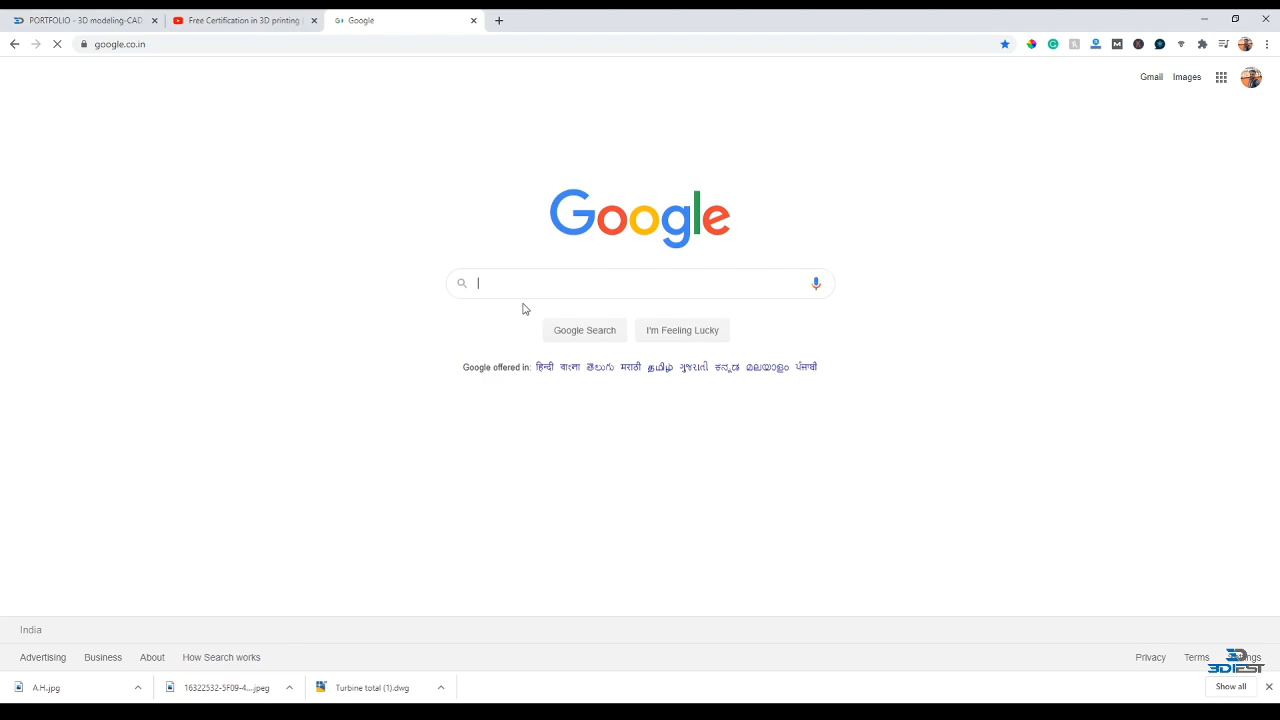 PORTFOLIO - 3D modeling-CAD
Free Certification in 3D printing
Google
google.co.in
Gmail Images
Google
Google Search I'm Feeling Lucky
Google offered in: हिन्दी বাংলা తెలుగు मराठी தமிழ் ગુજરાતી ಕನ್ನಡ മലയാളം ਪੰਜਾਬੀ
India
Advertising Business About How Search works
Privacy Terms
A.H..jpg 16322532-5F09-4....jpeg Turbine total (1).dwg Show all